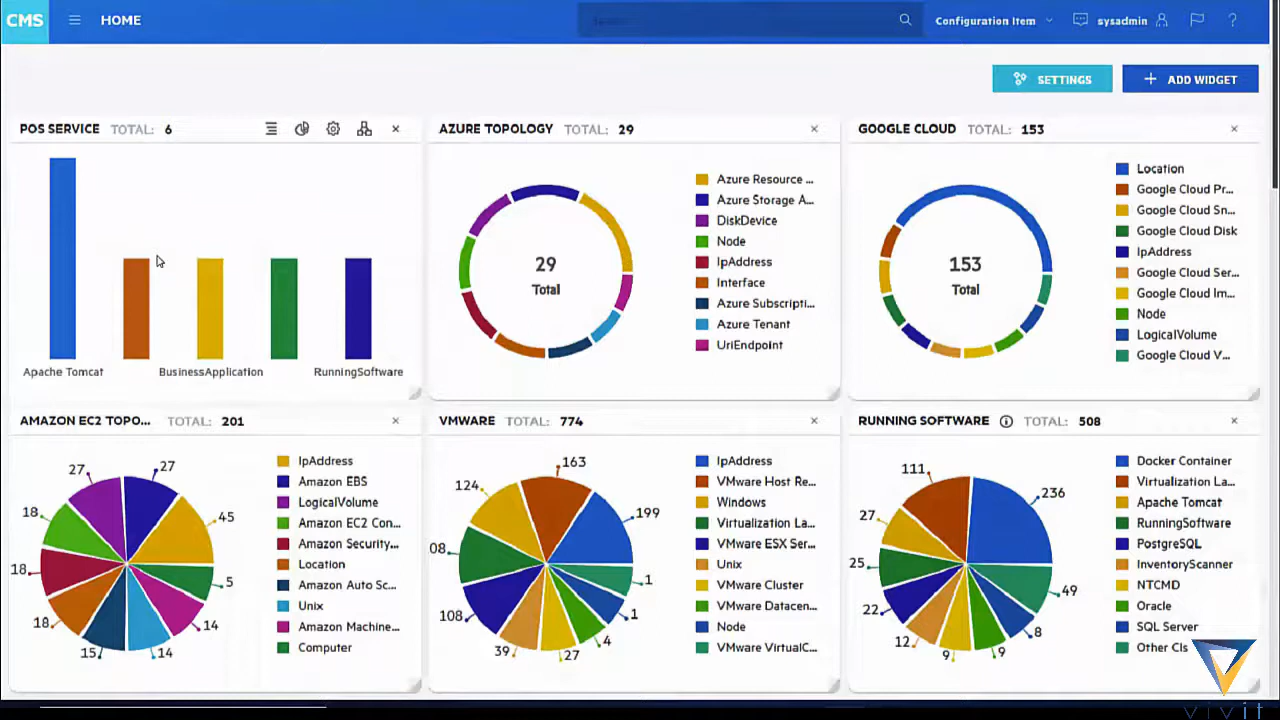 CMS HOME Configuration Item sysadmin ?
SETTINGS
ADD WIDGET
POS SERVICE TOTAL: 6
Apache Tomcat BusinessApplication RunningSoftware
AZURE TOPOLOGY TOTAL: 29
29
Total
Azure Resource ...
Azure Storage A...
DiskDevice
Node
IpAddress
Interface
Azure Subscripti...
Azure Tenant
UriEndpoint
GOOGLE CLOUD TOTAL: 153
153
Total
Location
Google Cloud Pr...
Google Cloud Sn...
Google Cloud Disk
IpAddress
Google Cloud Ser...
Google Cloud Im...
Node
LogicalVolume
Google Cloud V...
AMAZON EC2 TOPO... TOTAL: 201
27 27
18 45
18 5
18 14
15 14
IpAddress
Amazon EBS
LogicalVolume
Amazon EC2 Con...
Amazon Security...
Location
Amazon Auto Sc...
Unix
Amazon Machine...
Computer
VMWARE TOTAL: 774
163
124 199
08 1
108 1
39 27 4
IpAddress
VMware Host Re...
Windows
Virtualization La...
VMware ESX Ser...
Unix
VMware Cluster
VMware Datacen...
Node
VMware VirtualC...
RUNNING SOFTWARE TOTAL: 508
111
27 236
25 49
22 8
12 9 9
Docker Container
Virtualization La...
Apache Tomcat
RunningSoftware
PostgreSQL
InventoryScanner
NTCMD
Oracle
SQL Server
Other CIs
vivit